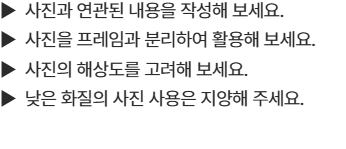 ▶ 사진과 연관된 내용을 작성해 보세요.
▶ 사진을 프레임과 분리하여 활용해 보세요.
▶ 사진의 해상도를 고려해 보세요.
▶ 낮은 화질의 사진 사용은 지양해 주세요.